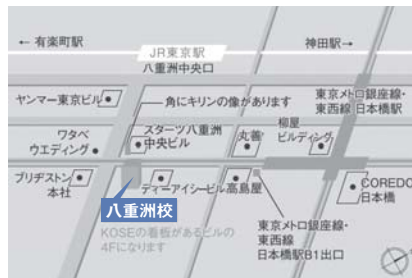 ← 有楽町駅
神田駅→
JR東京駅
八重洲中央口
ヤンマー東京ビル
角にキリンの像があります
東京メトロ銀座線・
東西線 日本橋駅
ワタベ
ウエディング
スターツ八重洲
中央ビル
丸善
柳屋
ビルディング
ブリヂストン
本社
ディーアイシービル
高島屋
COREDO
日本橋
八重洲校
KOSEの看板があるビルの
4Fになります
東京メトロ銀座線・
東西線
日本橋駅B1出口